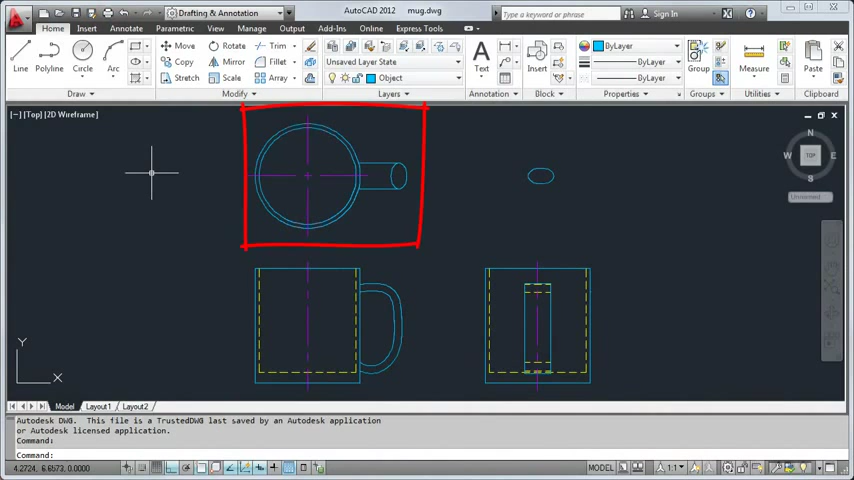 Drafting & Annotation
AutoCAD 2012 mug.dwg
Type a keyword or phrase
Sign In
Home Insert Annotate Parametric View Manage Output Add-Ins Online Express Tools
Line Polyline Circle Arc
Move Rotate Trim
Copy Mirror Fillet
Stretch Scale Array
Unsaved Layer State
Object
Text
Insert
ByLayer
ByLayer
ByLayer
Group
Measure
Paste
Draw Modify Layers Annotation Block Properties Groups Utilities Clipboard
[-] [Top] [2D Wireframe]
N
W TOP E
S
Unnamed
Y
X
Model Layout1 Layout2
Autodesk DWG. This file is a TrustedDWG last saved by an Autodesk application
or Autodesk licensed application.
Command:
Command:
4.2724, 6.6573, 0.0000
MODEL
1:1